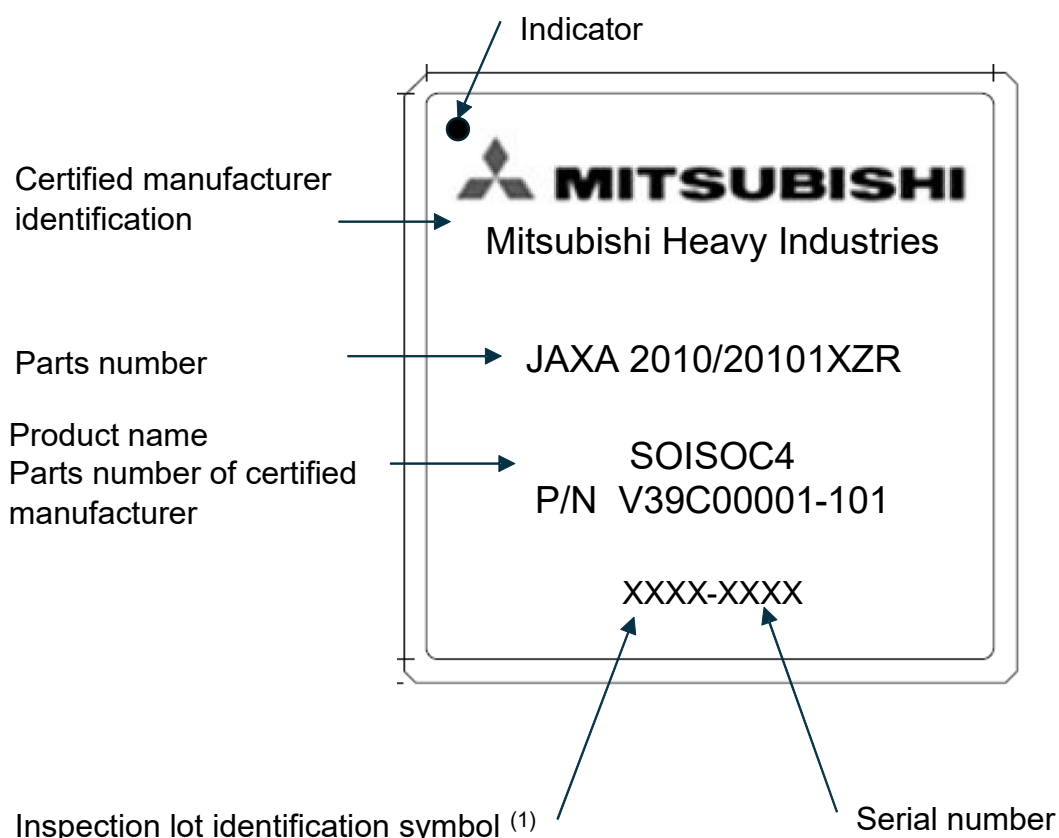 Indicator
MITSUBISHI
Certified manufacturer
identification
Mitsubishi Heavy Industries
Parts number
JAXA 2010/20101XZR
Product name
Parts number of certified
manufacturer
SOISOC4
P/N V39C00001-101
XXXX-XXXX
Inspection lot identification symbol (1)
Serial number